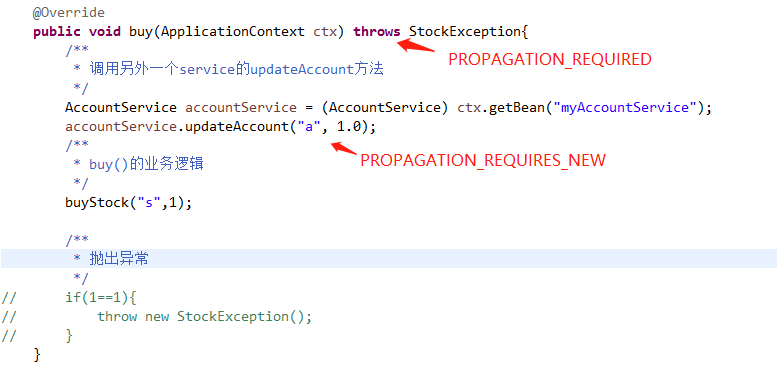 @Override
public void buy(ApplicationContext ctx) throws StockException{
PROPAGATION_REQUIRED
/**
* 调用另外一个service的updateAccount方法
*/
AccountService accountService = (AccountService) ctx.getBean("myAccountService");
accountService.updateAccount("a", 1.0);
PROPAGATION_REQUIRES_NEW
/**
* buy()的业务逻辑
*/
buyStock("s",1);
/**
* 抛出异常
*/
// if(1==1){
// throw new StockException();
// }
}